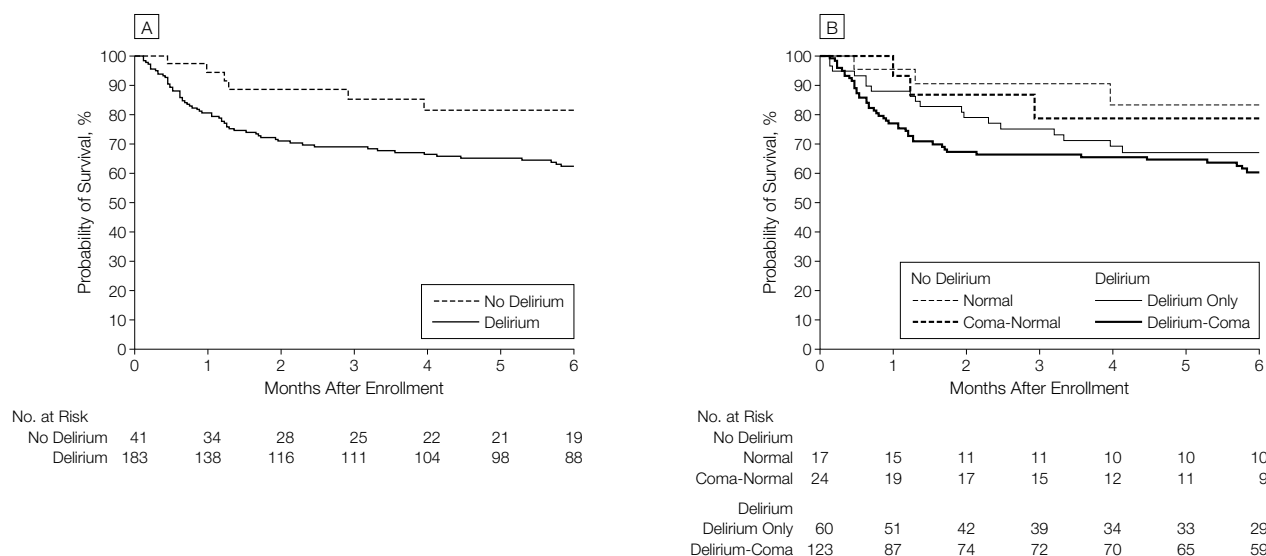 A
100
90
80
70
60
50
40
30
20
10
0
Probability of Survival, %
No Delirium
Delirium
0 1 2 3 4 5 6
Months After Enrollment
No. at Risk
No Delirium 41 34 28 25 22 21 19
Delirium 183 138 116 111 104 98 88
B
100
90
80
70
60
50
40
30
20
10
0
Probability of Survival, %
No Delirium Delirium
Normal Delirium Only
Coma-Normal Delirium-Coma
0 1 2 3 4 5 6
Months After Enrollment
No. at Risk
No Delirium
Normal 17 15 11 11 10 10 10
Coma-Normal 24 19 17 15 12 11 9
Delirium
Delirium Only 60 51 42 39 34 33 29
Delirium-Coma 123 87 74 72 70 65 59